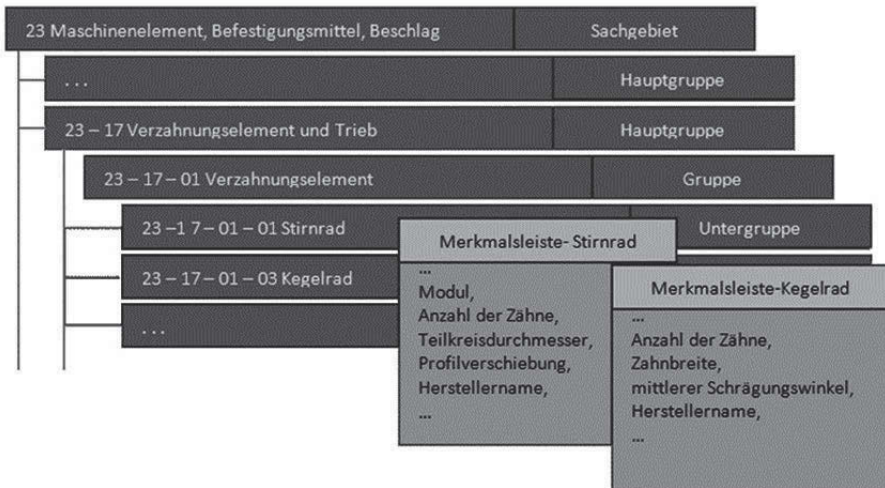 23 Maschinenelement, Befestigungsmittel, Beschlag Sachgebiet
. . . Hauptgruppe
23 – 17 Verzahnungselement und Trieb Hauptgruppe
23 – 17 – 01 Verzahnungselement Gruppe
23 –1 7 – 01 – 01 Stirnrad Untergruppe
23 – 17 – 01 – 03 Kegelrad
. . .
Merkmalsleiste- Stirnrad
...
Modul,
Anzahl der Zähne,
Teilkreisdurchmesser,
Profilverschiebung,
Herstellername,
...
Merkmalsleiste-Kegelrad
...
Anzahl der Zähne,
Zahnbreite,
mittlerer Schrägungswinkel,
Herstellername,
...